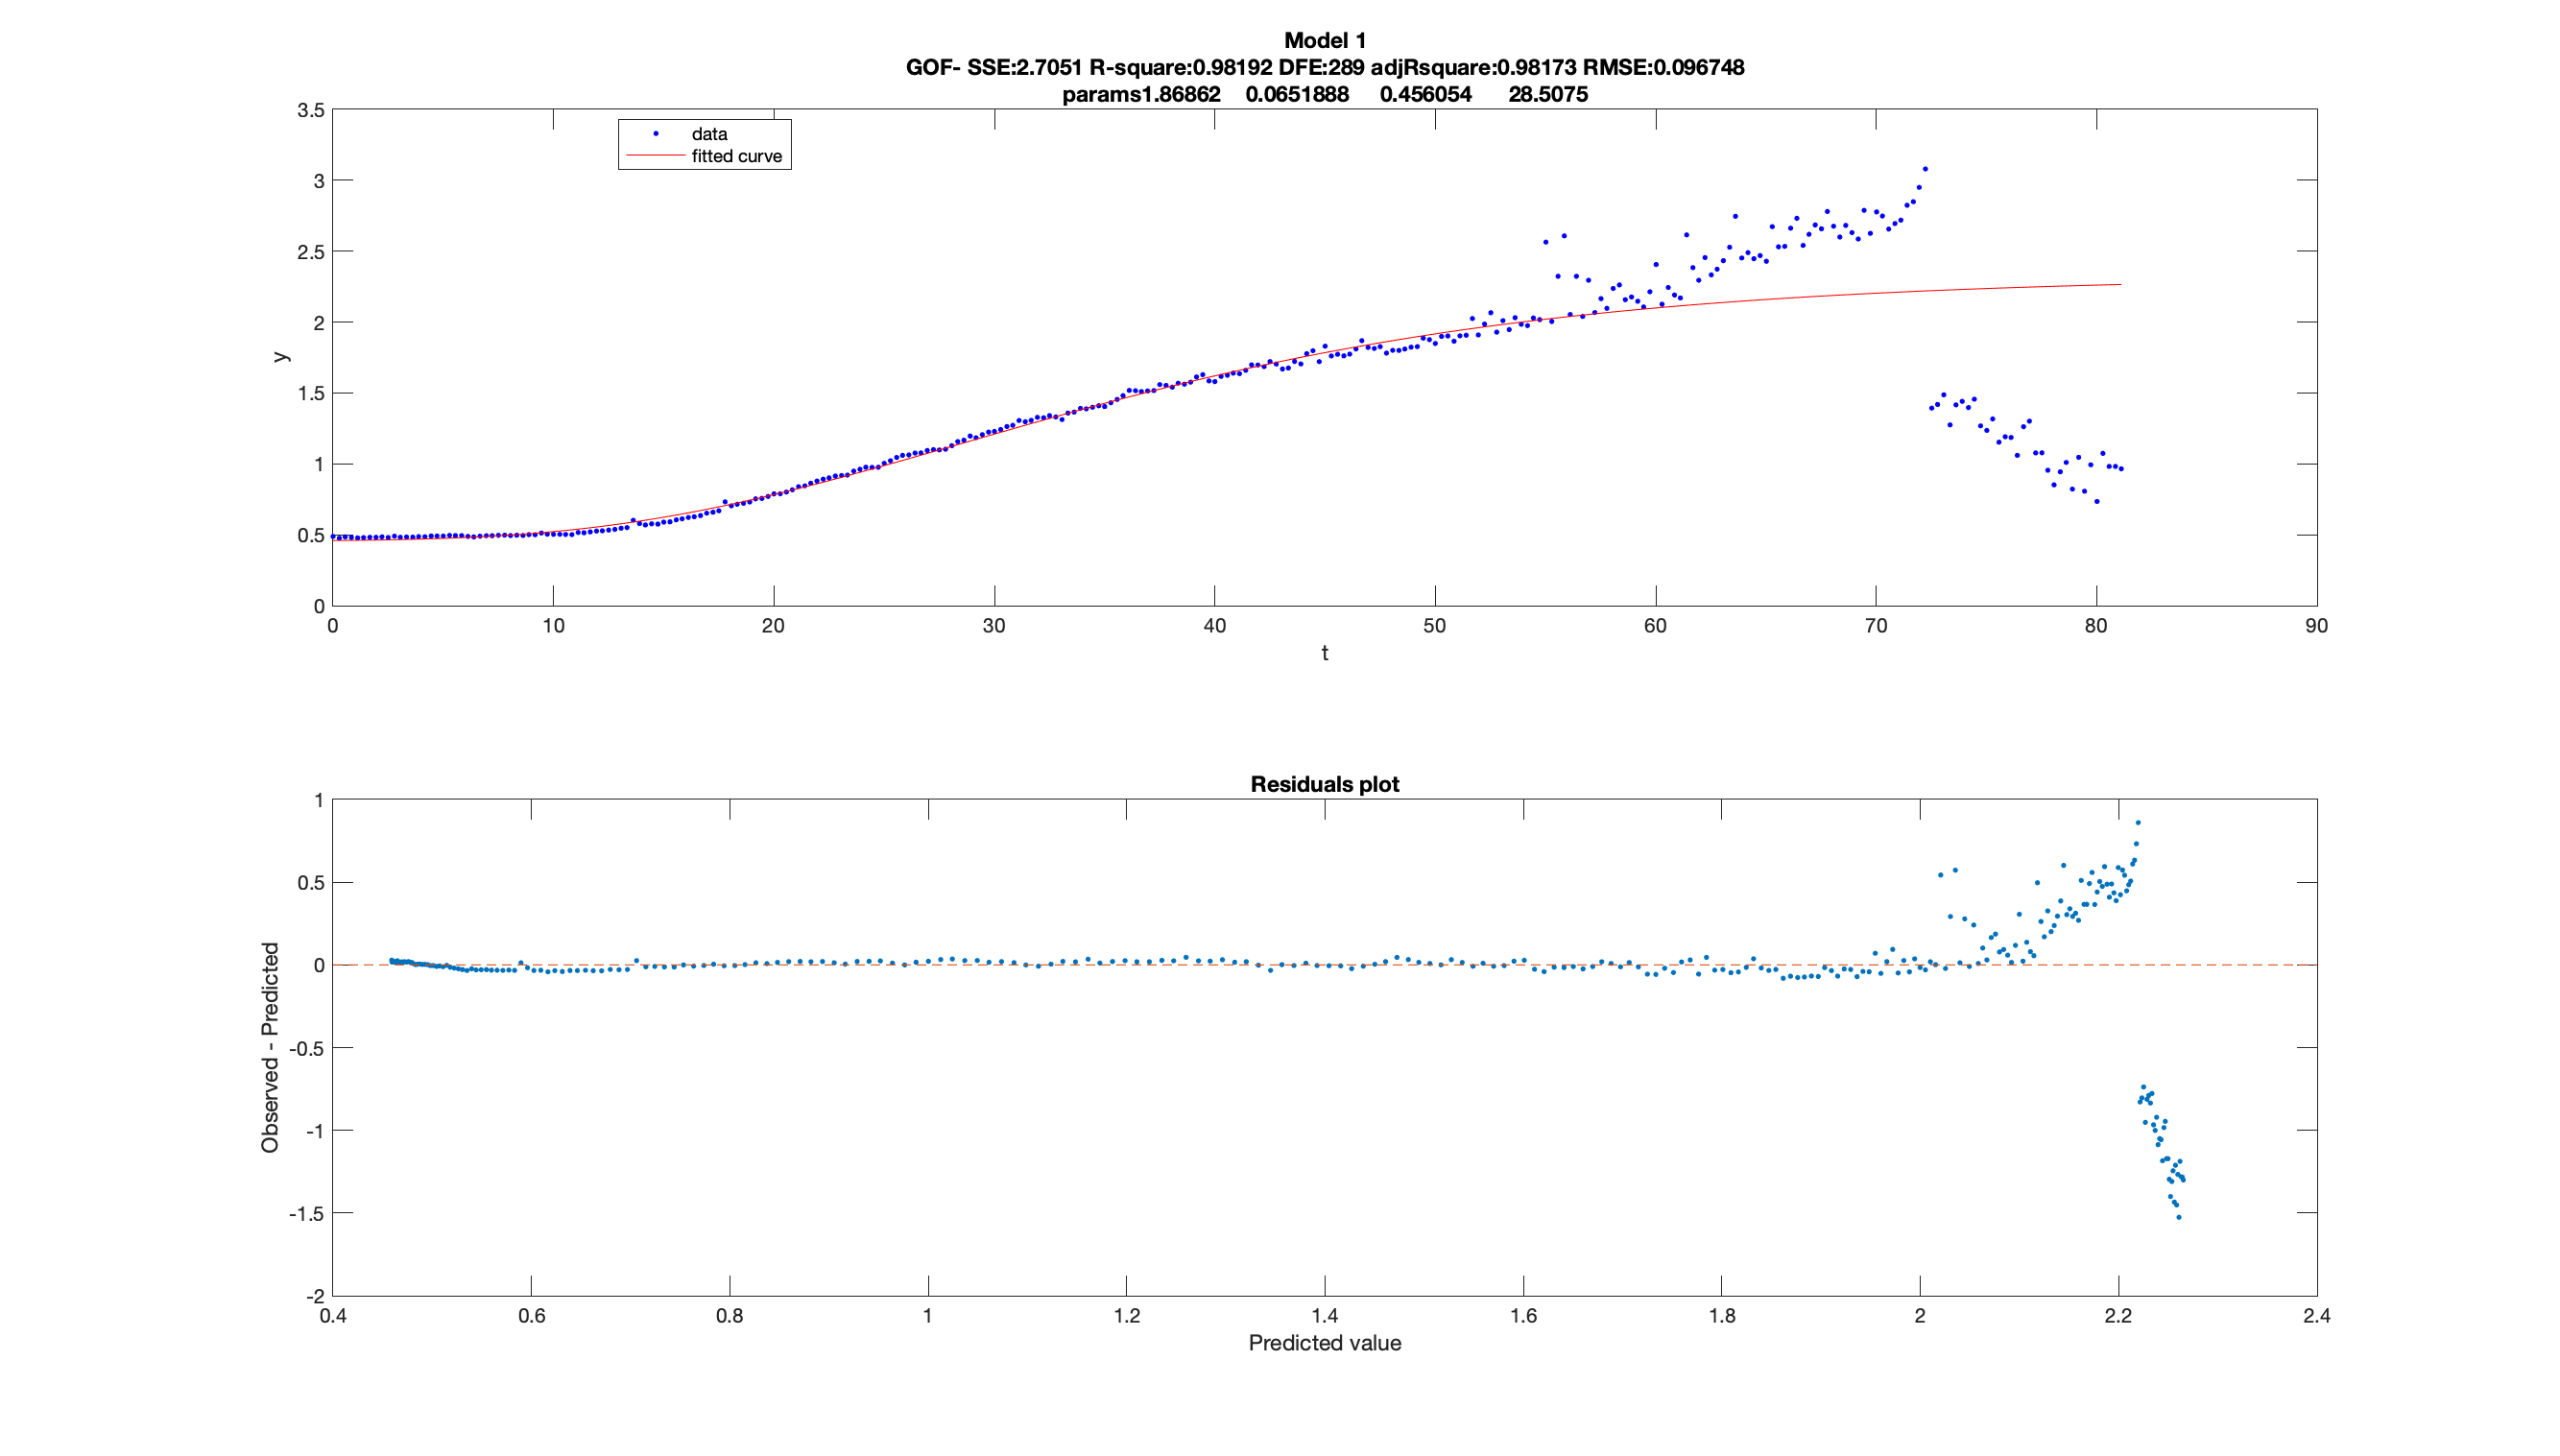 Model 1
GOF- SSE:2.7051 R-square:0.98192 DFE:289 adjRsquare:0.98173 RMSE:0.096748
params1.86862 0.0651888 0.456054 28.5075
data
fitted curve
3.5
3
2.5
2
1.5
1
0.5
0
y
0 10 20 30 40 50 60 70 80 90
t
Residuals plot
1
0.5
0
-0.5
-1
-1.5
-2
Observed - Predicted
0.4 0.6 0.8 1 1.2 1.4 1.6 1.8 2 2.2 2.4
Predicted value